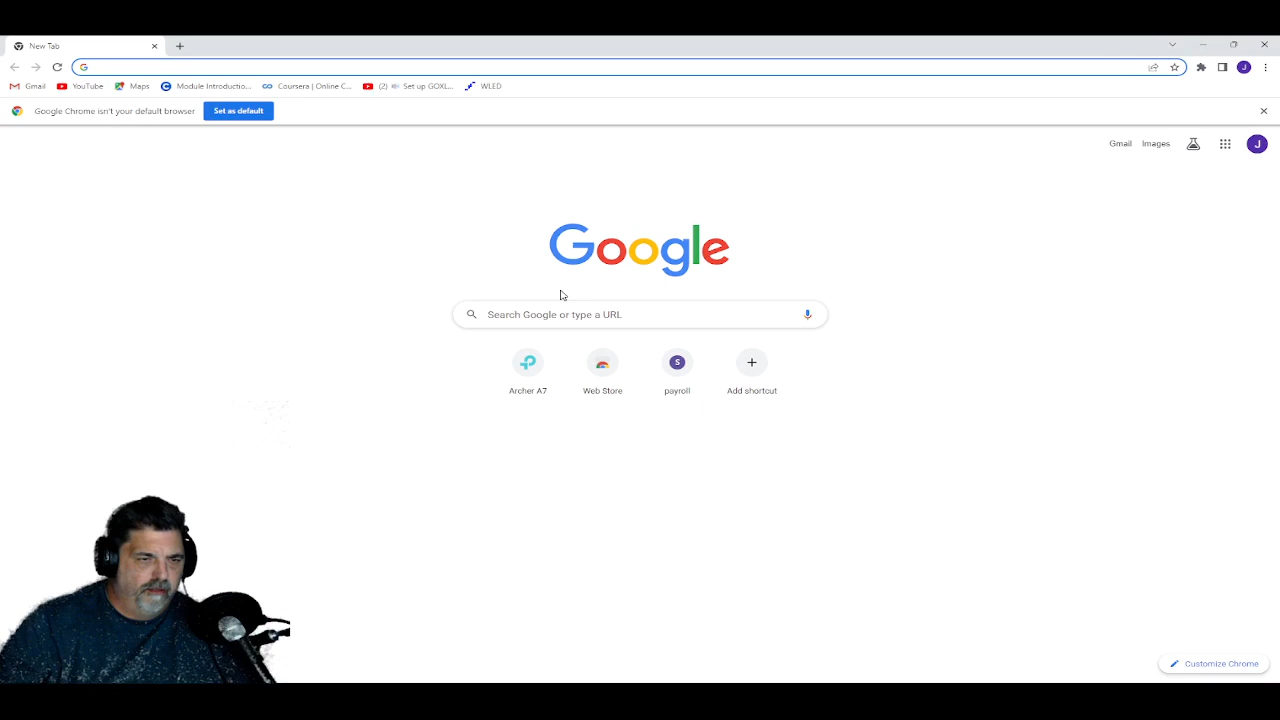 New Tab
Gmail YouTube Maps Module Introductio... Coursera | Online C... (2) Set up GOXL... WLED
Google Chrome isn't your default browser Set as default
Gmail Images J
Google
Search Google or type a URL
S
Archer A7 Web Store payroll Add shortcut
Customize Chrome